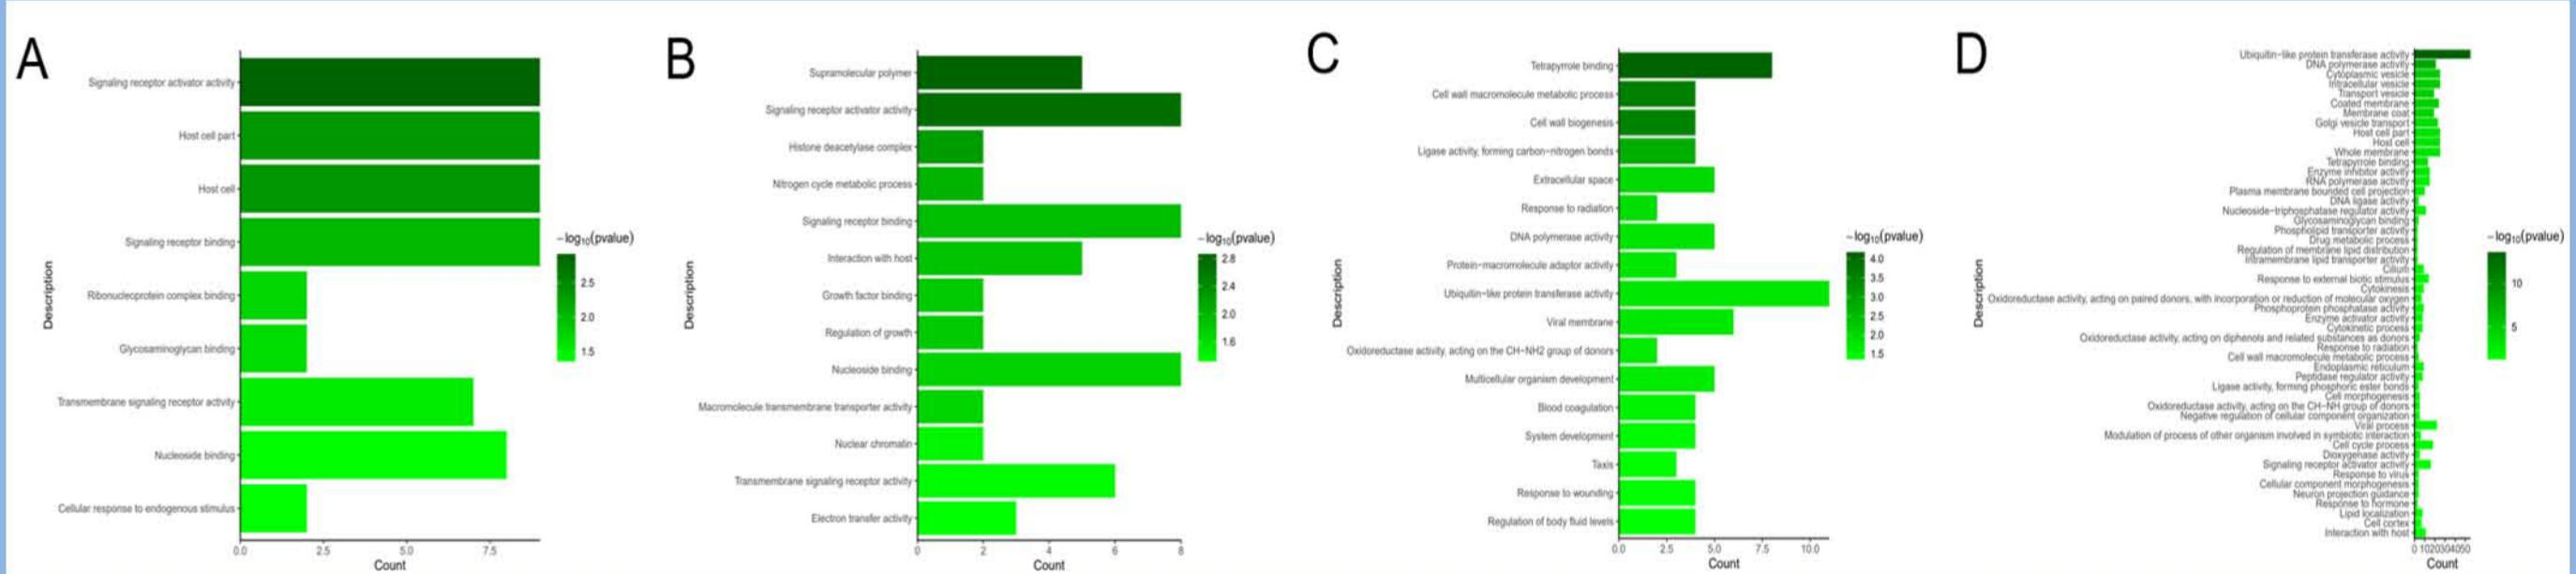 A
Signaling receptor activator activity
Host cell part
Host cell
Signaling receptor binding
Ribonucleoprotein complex binding
Glycosaminoglycan binding
Transmembrane signaling receptor activity
Nucleoside binding
Cellular response to endogenous stimulus
Description
0.0 2.5 5.0 7.5
Count
−log10(pvalue)
2.5
2.0
1.5
B
Supramolecular polymer
Signaling receptor activator activity
Histone deacetylase complex
Nitrogen cycle metabolic process
Signaling receptor binding
Interaction with host
Growth factor binding
Regulation of growth
Nucleoside binding
Macromolecule transmembrane transporter activity
Nuclear chromatin
Transmembrane signaling receptor activity
Electron transfer activity
Description
0 2 4 6 8
Count
−log10(pvalue)
2.8
2.4
2.0
1.6
C
Tetrapyrrole binding
Cell wall macromolecule metabolic process
Cell wall biogenesis
Ligase activity, forming carbon−nitrogen bonds
Extracellular space
Response to radiation
DNA polymerase activity
Protein−macromolecule adaptor activity
Ubiquitin−like protein transferase activity
Viral membrane
Oxidoreductase activity, acting on the CH−NH2 group of donors
Multicellular organism development
Blood coagulation
System development
Taxis
Response to wounding
Regulation of body fluid levels
Description
0.0 2.5 5.0 7.5 10.0
Count
−log10(pvalue)
4.0
3.5
3.0
2.5
2.0
1.5
D
Ubiquitin−like protein transferase activity
DNA polymerase activity
Cytoplasmic vesicle
Intracellular vesicle
Transport vesicle
Coated membrane
Membrane coat
Golgi vesicle transport
Host cell part
Host cell
Whole membrane
Tetrapyrrole binding
Enzyme inhibitor activity
RNA polymerase activity
Plasma membrane bounded cell projection
DNA ligase activity
Nucleoside−triphosphatase regulator activity
Glycosaminoglycan binding
Phospholipid transporter activity
Drug metabolic process
Regulation of membrane lipid distribution
Intramembrane lipid transporter activity
Cilium
Response to external biotic stimulus
Cytokinesis
Oxidoreductase activity, acting on paired donors, with incorporation or reduction of molecular oxygen
Phosphoprotein phosphatase activity
Enzyme activator activity
Cytokinetic process
Oxidoreductase activity, acting on diphenols and related substances as donors
Response to radiation
Cell wall macromolecule metabolic process
Endoplasmic reticulum
Peptidase regulator activity
Ligase activity, forming phosphoric ester bonds
Cell morphogenesis
Oxidoreductase activity, acting on the CH−NH group of donors
Negative regulation of cellular component organization
Viral process
Modulation of process of other organism involved in symbiotic interaction
Cell cycle process
Dioxygenase activity
Signaling receptor activator activity
Response to virus
Cellular component morphogenesis
Neuron projection guidance
Response to hormone
Lipid localization
Cell cortex
Interaction with host
Description
0 1020304050
Count
−log10(pvalue)
10
5